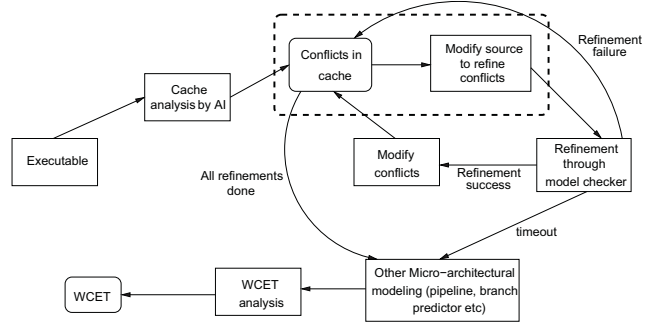 Refinement
failure
Conflicts in
cache
Modify source
to refine
conflicts
Cache
analysis by AI
Executable
Modify
conflicts
Refinement
through
model checker
Refinement
success
All refinements
done
timeout
Other Micro−architectural
modeling (pipeline, branch
predictor etc)
WCET
analysis
WCET